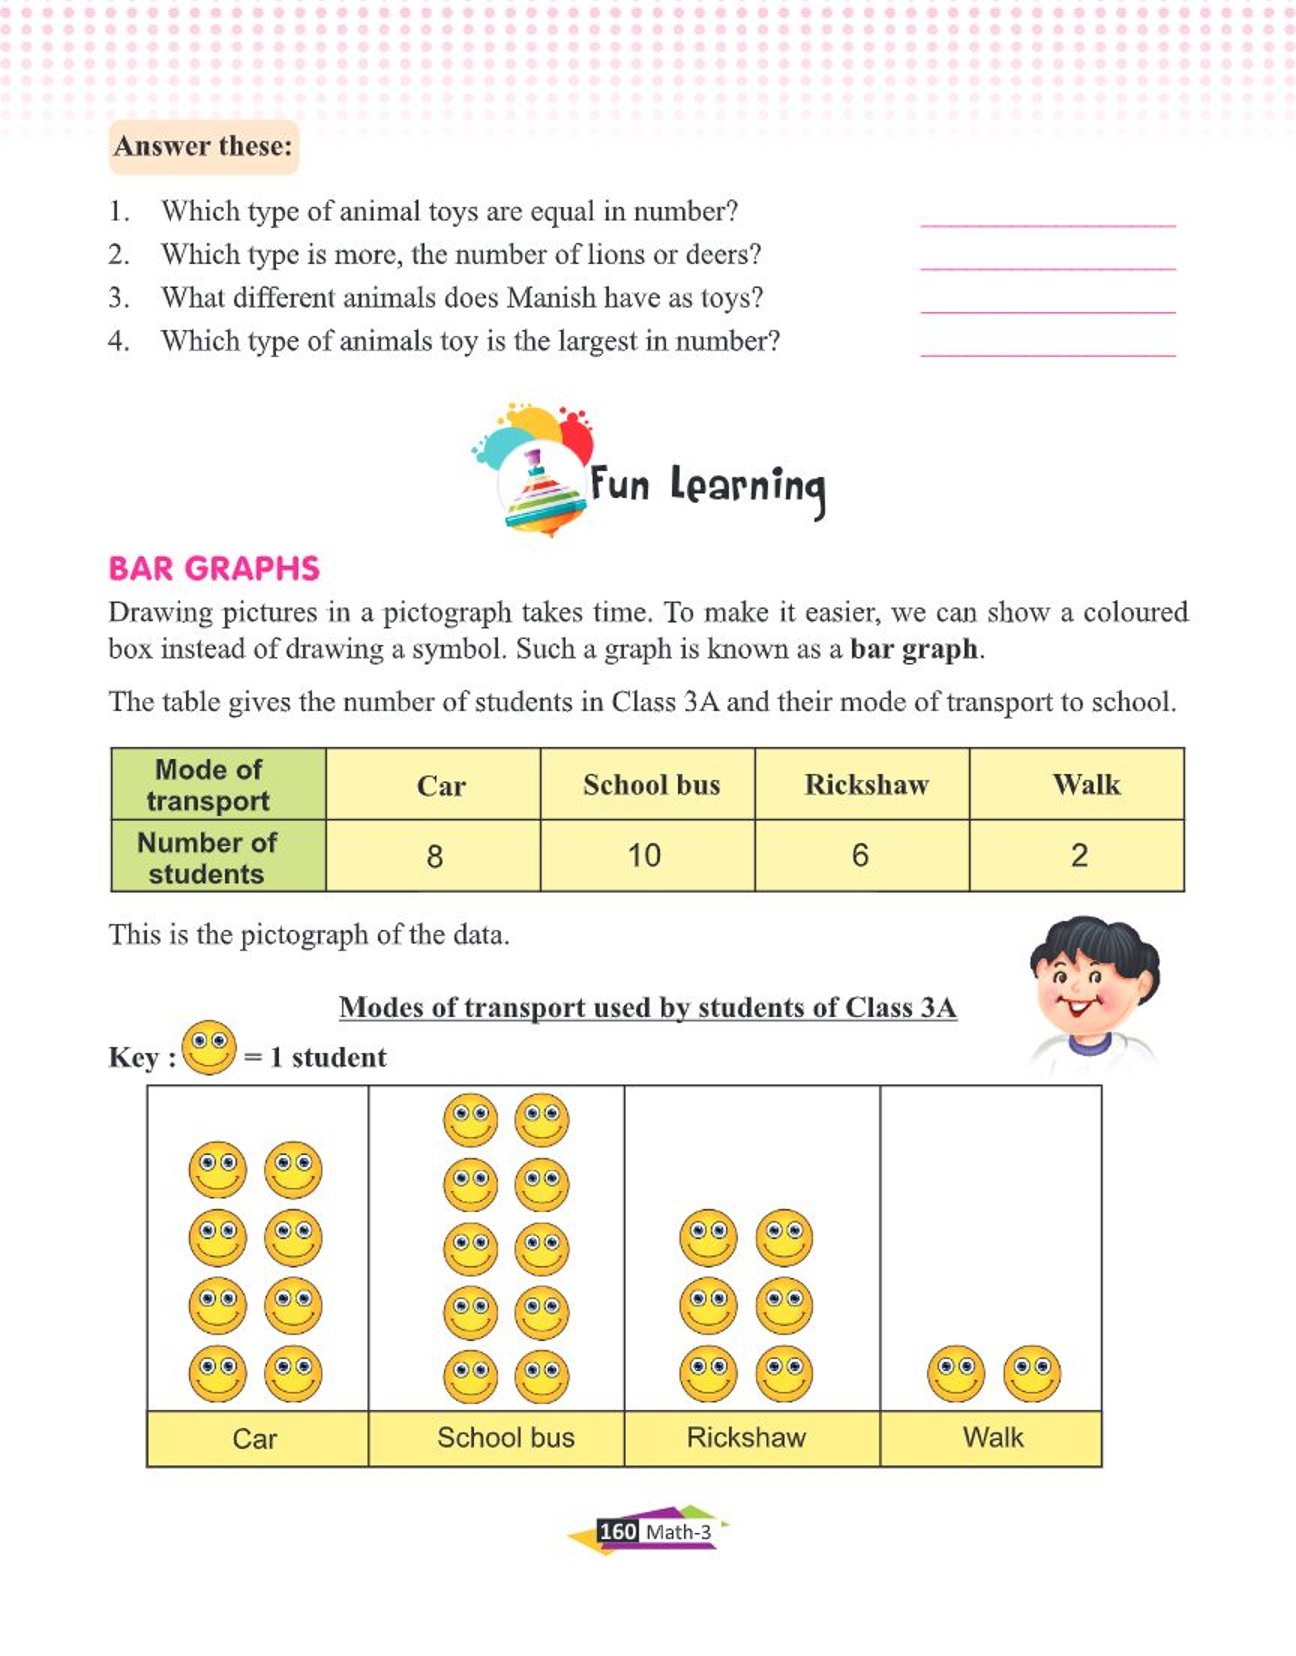 Answer these:
1. Which type of animal toys are equal in number?
2. Which type is more, the number of lions or deers?
3. What different animals does Manish have as toys?
4. Which type of animals toy is the largest in number?
Fun Learning
BAR GRAPHS
Drawing pictures in a pictograph takes time. To make it easier, we can show a coloured
box instead of drawing a symbol. Such a graph is known as a bar graph.
The table gives the number of students in Class 3A and their mode of transport to school.
Mode of
transport
Car
School bus
Rickshaw
Walk
Number of
students
8
10
6
2
This is the pictograph of the data.
Modes of transport used by students of Class 3A
Key : = 1 student
Car
School bus
Rickshaw
Walk
160 Math-3